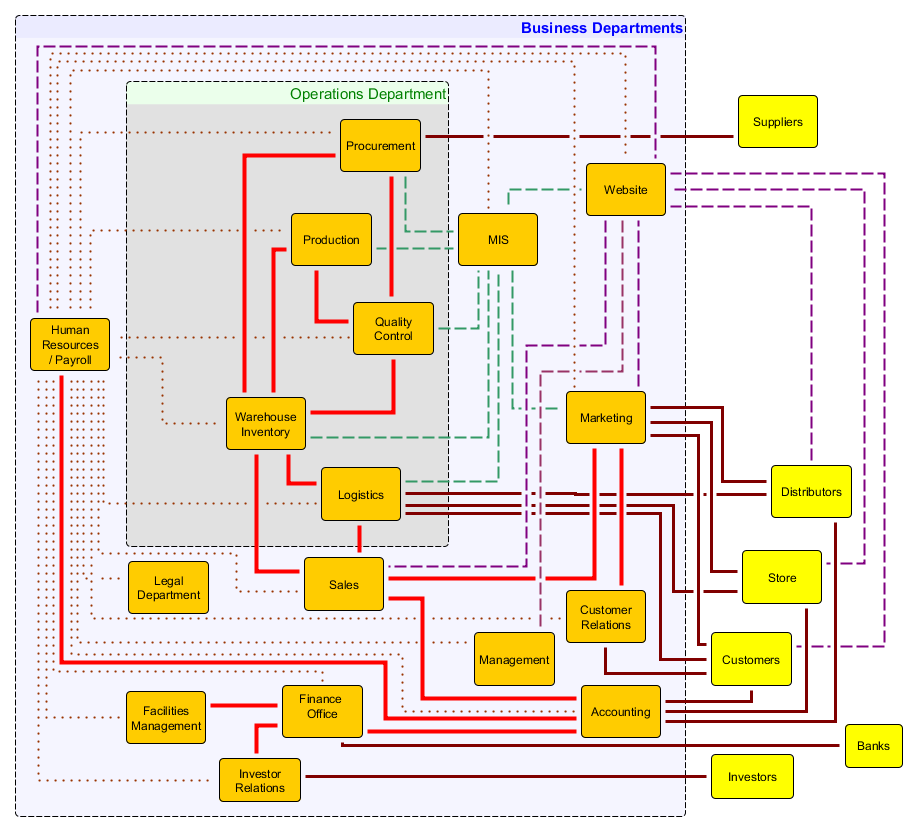 Business Departments
Operations Department
Suppliers
Procurement
Website
Production
MIS
Quality
Control
Human
Resources
/ Payroll
Warehouse
Inventory
Marketing
Logistics
Distributors
Legal
Department
Sales
Store
Customer
Relations
Management
Customers
Facilities
Management
Finance
Office
Accounting
Banks
Investor
Relations
Investors